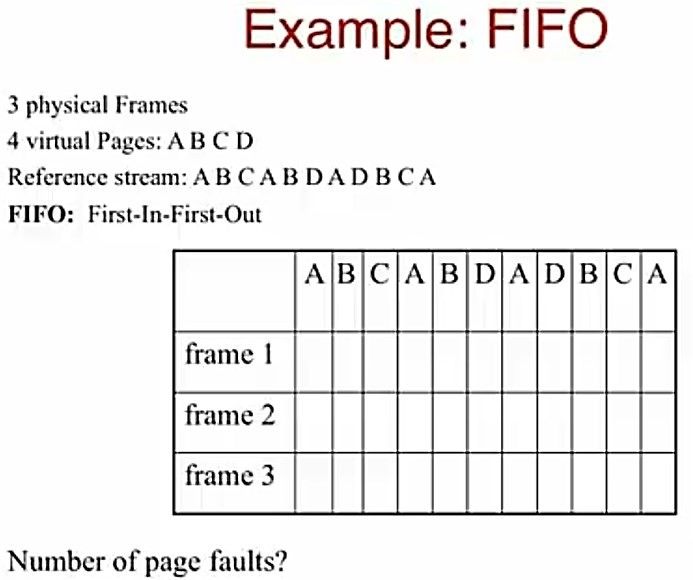 Example: FIFO
3 physical Frames
4 virtual Pages: A B C D
Reference stream: A B C A B D A D B C A
FIFO: First-In-First-Out
A B C A B D A D B C A
frame 1
frame 2
frame 3
Number of page faults?